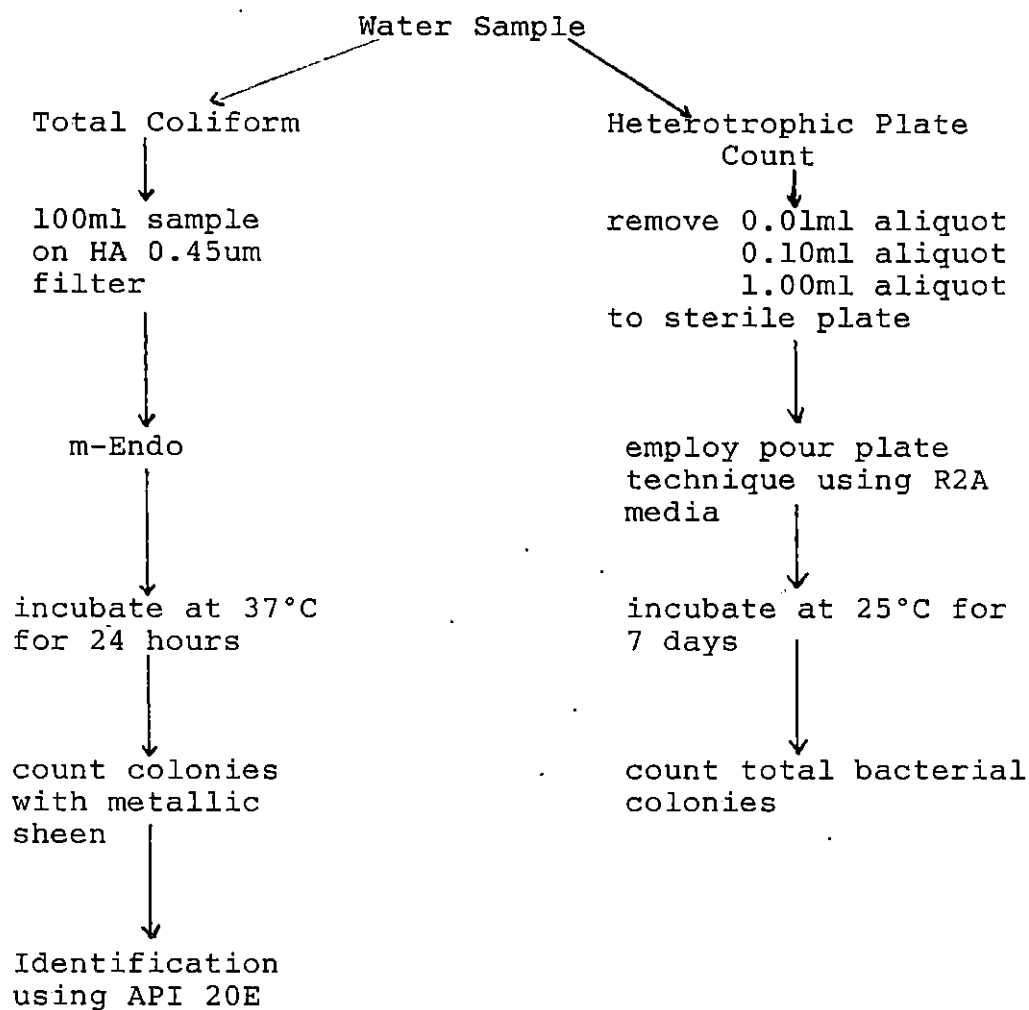 Water Sample
Total Coliform
100ml sample
on HA 0.45um
filter
m-Endo
incubate at 37°C
for 24 hours
count colonies
with metallic
sheen
Identification
using API 20E
Heterotrophic Plate
Count
remove 0.01ml aliquot
0.10ml aliquot
1.00ml aliquot
to sterile plate
employ pour plate
technique using R2A
media
incubate at 25°C for
7 days
count total bacterial
colonies